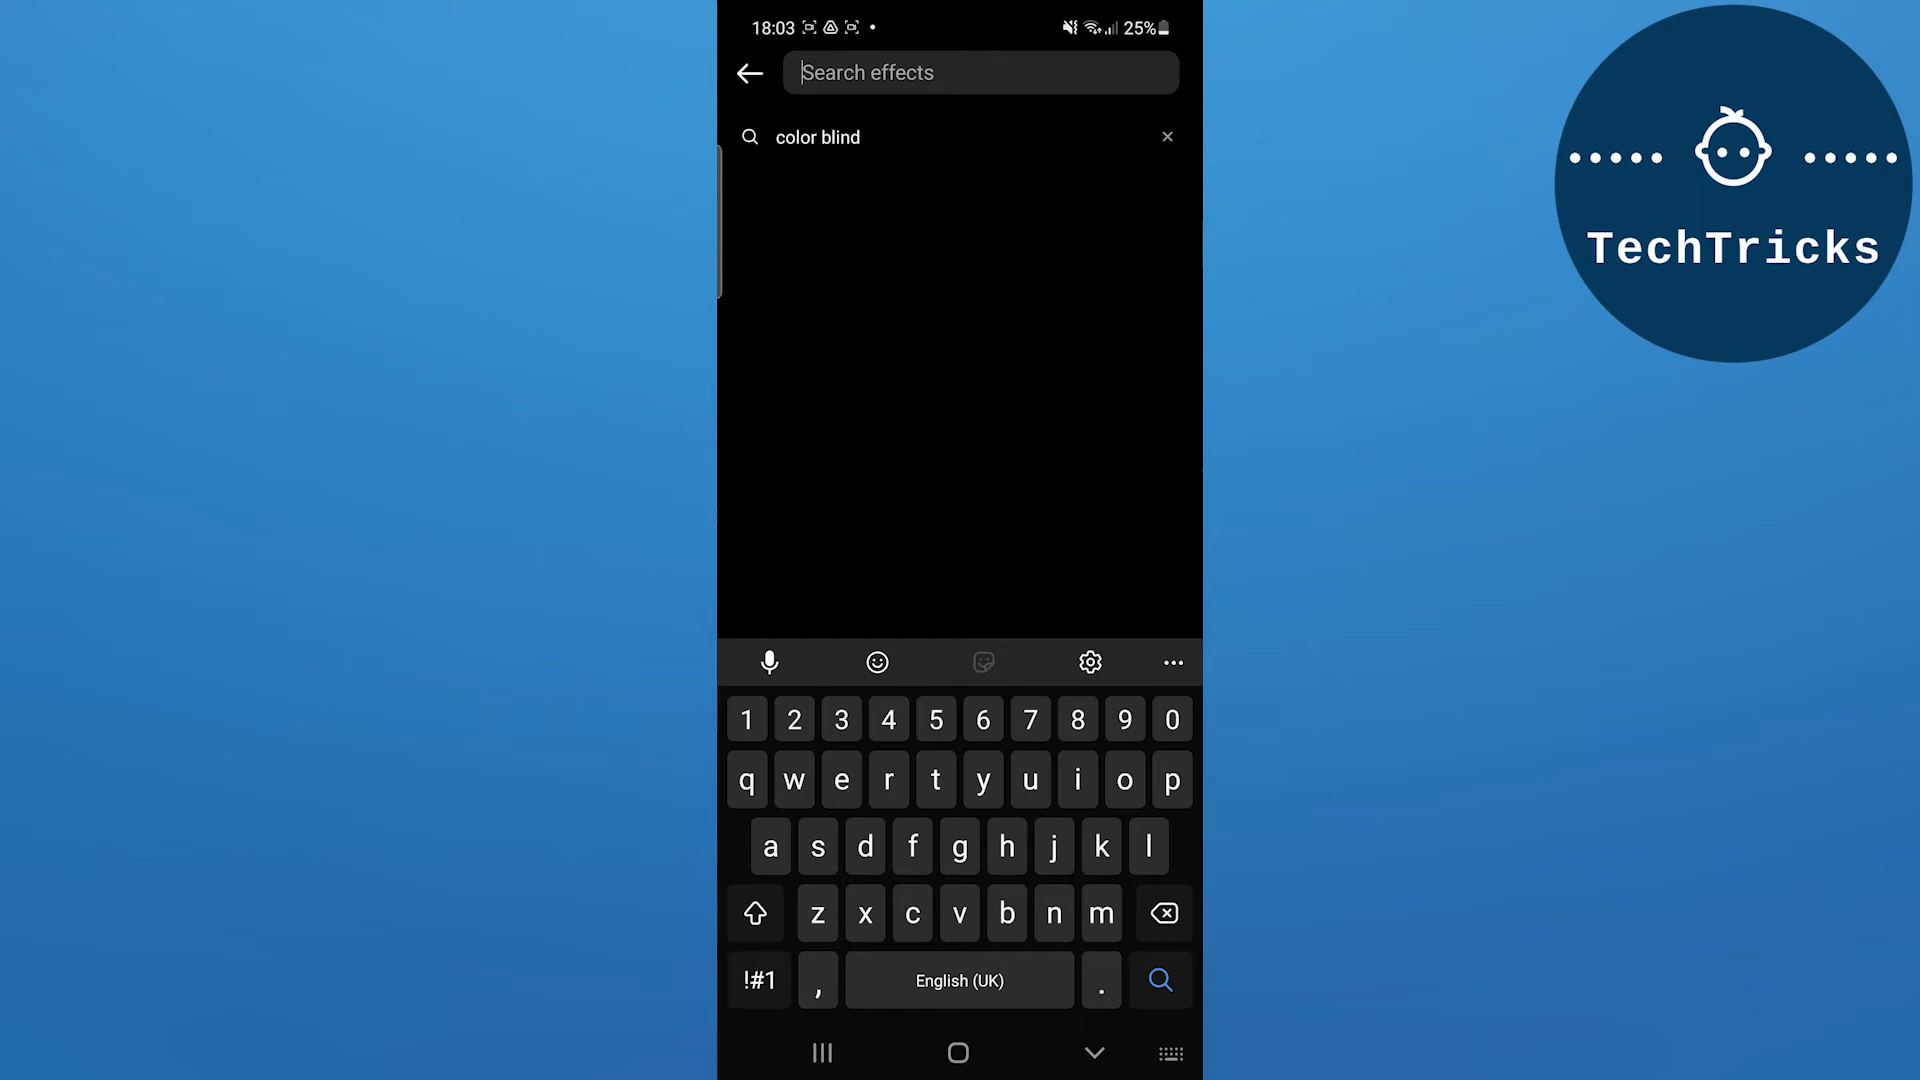 18:03
25%
Search effects
color blind
TechTricks
1 2 3 4 5 6 7 8 9 0
q w e r t y u i o p
a s d f g h j k l
z x c v b n m
!#1 , English (UK) .